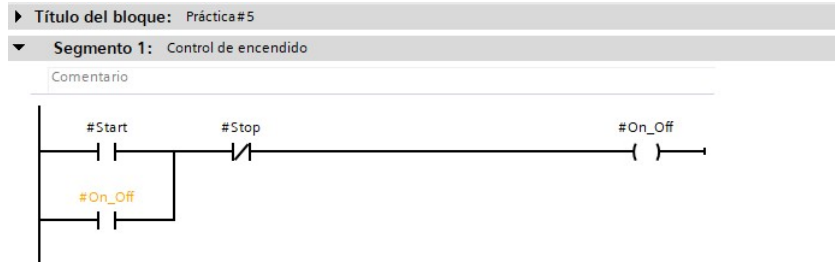 Título del bloque: Práctica#5
Segmento 1: Control de encendido
Comentario
#Start #Stop #On_Off
#On_Off